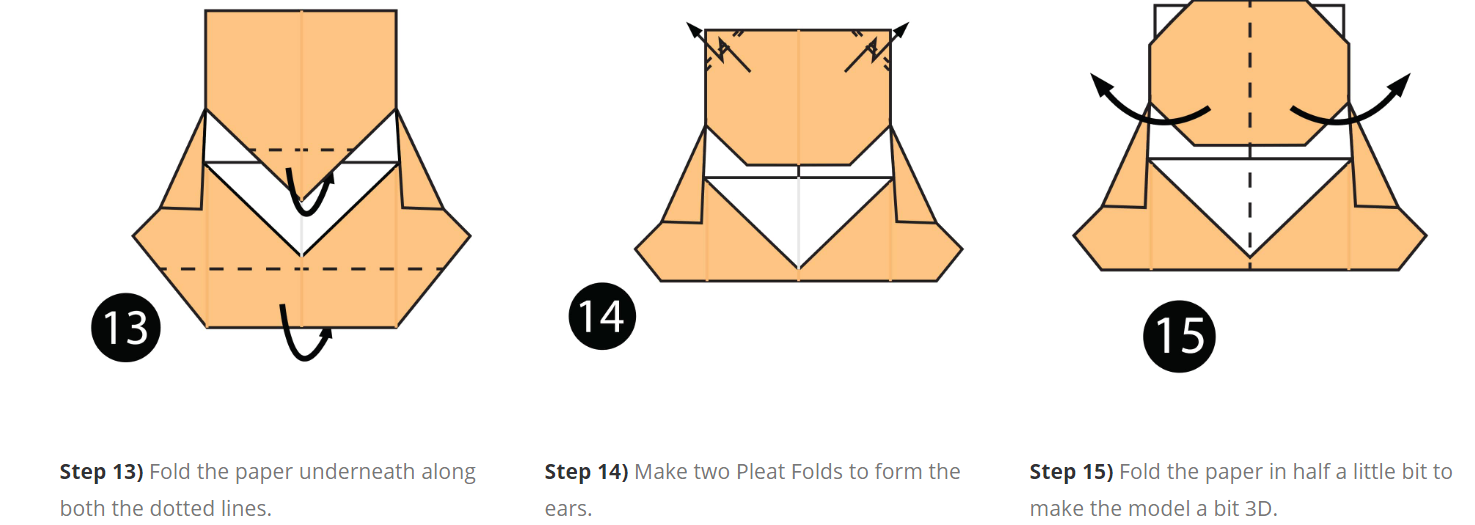 13
14
15
Step 13) Fold the paper underneath along
both the dotted lines.
Step 14) Make two Pleat Folds to form the
ears.
Step 15) Fold the paper in half a little bit to
make the model a bit 3D.